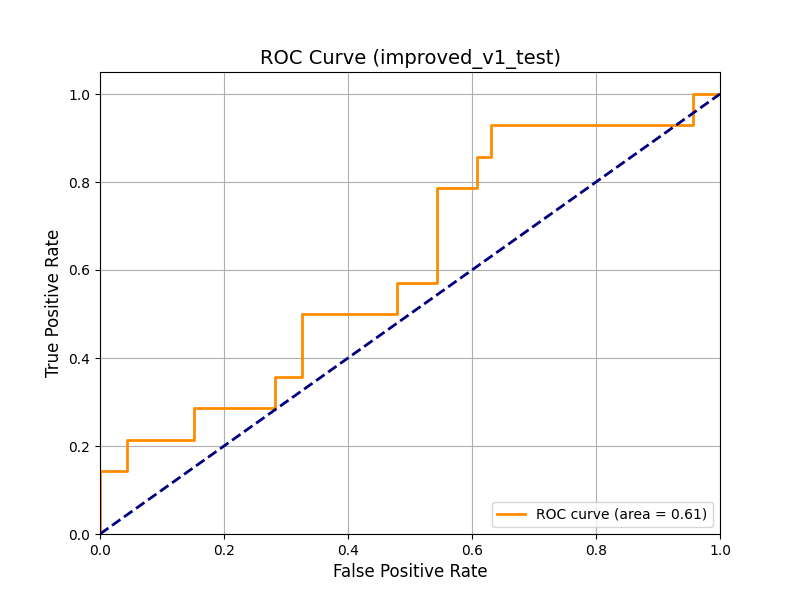 ROC Curve (improved_v1_test)
True Positive Rate
1.0
0.8
0.6
0.4
0.2
0.0
ROC curve (area = 0.61)
0.0 0.2 0.4 0.6 0.8 1.0
False Positive Rate